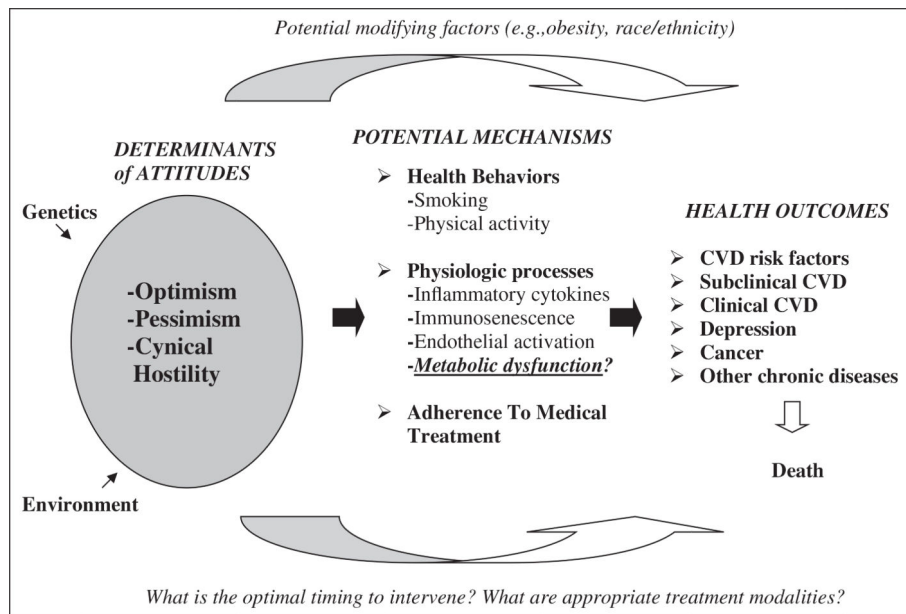 Potential modifying factors (e.g.,obesity, race/ethnicity)
DETERMINANTS
of ATTITUDES
Genetics
-Optimism
-Pessimism
-Cynical
Hostility
Environment
POTENTIAL MECHANISMS
➢ Health Behaviors
-Smoking
-Physical activity
➢ Physiologic processes
-Inflammatory cytokines
-Immunosenescence
-Endothelial activation
-Metabolic dysfunction?
➢ Adherence To Medical
Treatment
HEALTH OUTCOMES
➢ CVD risk factors
➢ Subclinical CVD
➢ Clinical CVD
➢ Depression
➢ Cancer
➢ Other chronic diseases
Death
What is the optimal timing to intervene? What are appropriate treatment modalities?